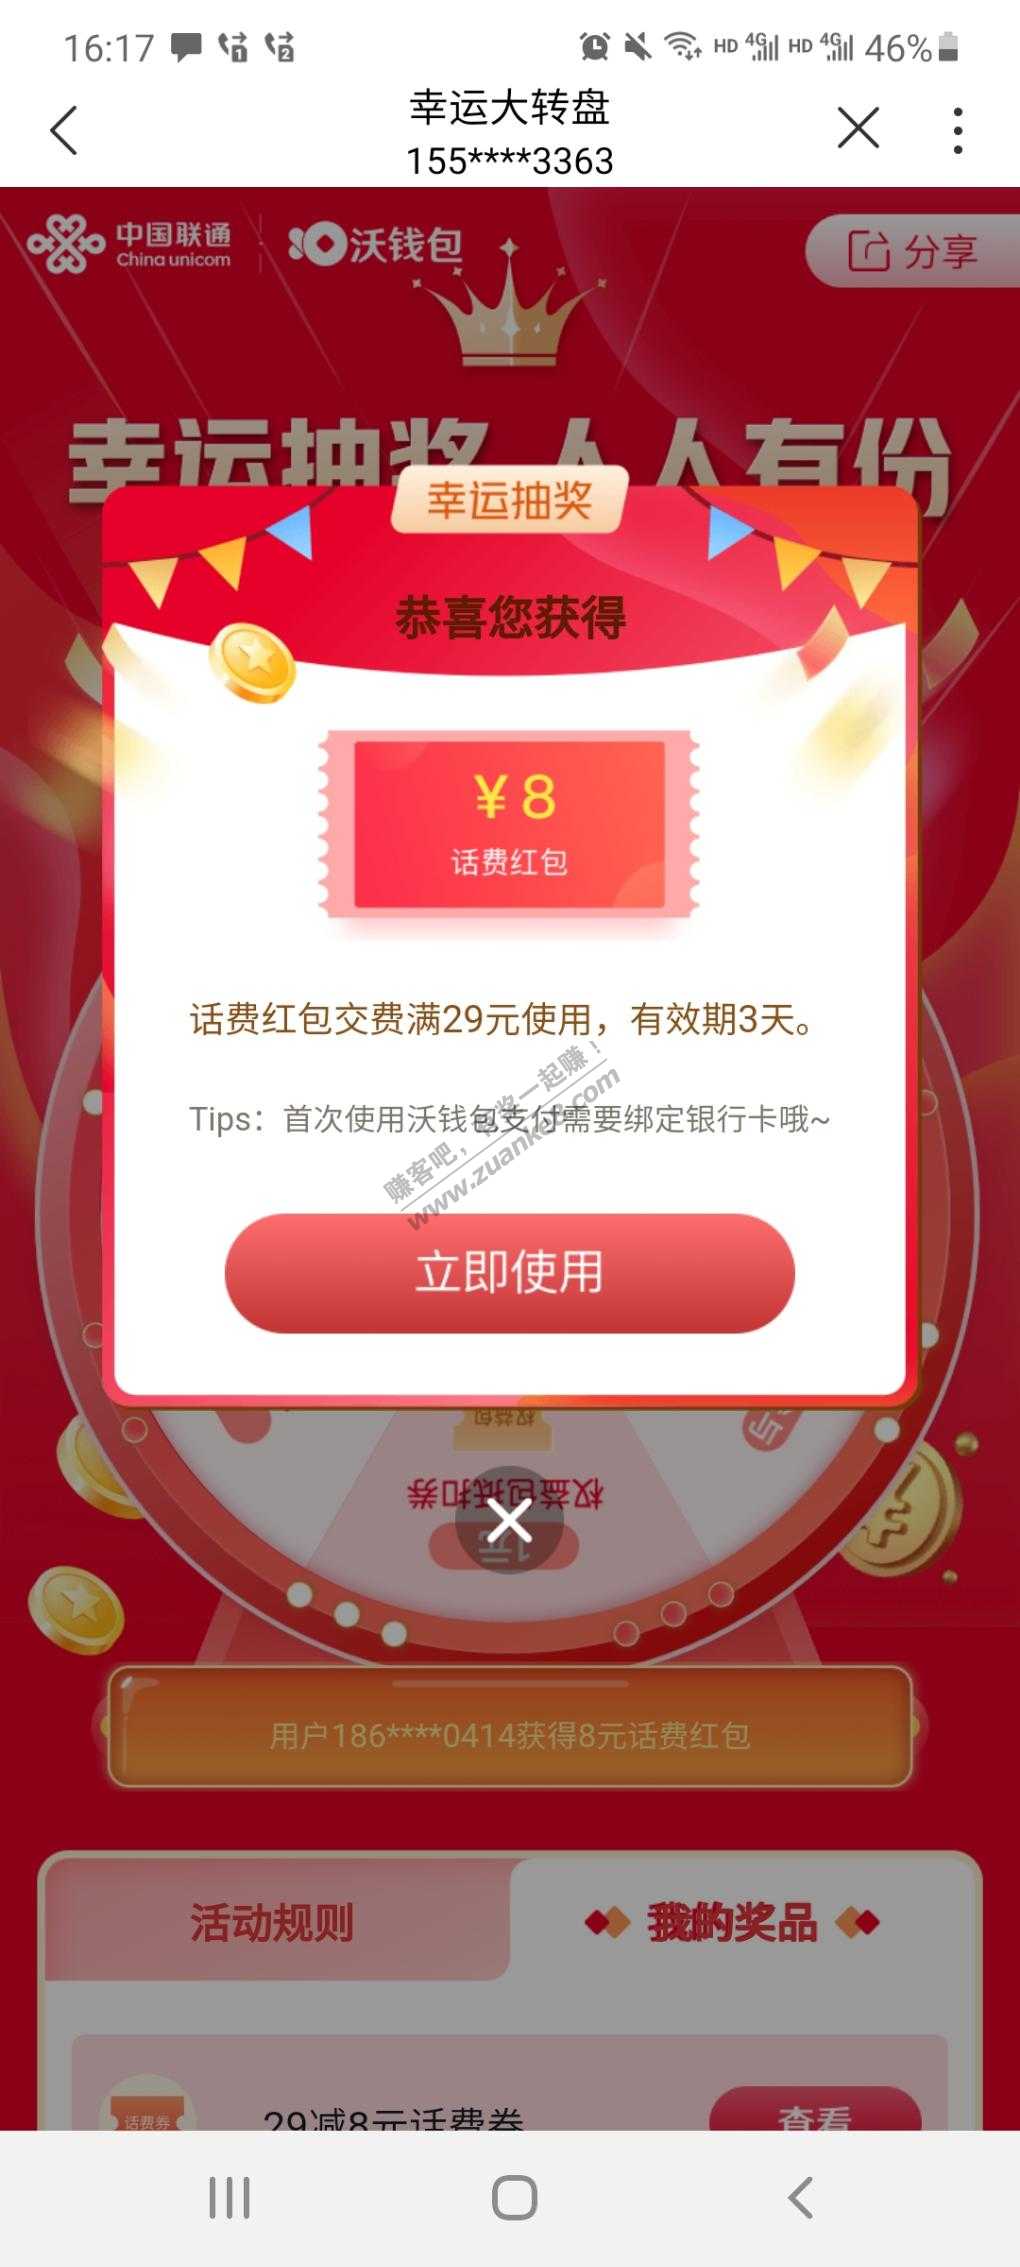 16:17 1 2 HD 4G HD 4G 46%
幸运大转盘
155****3363
中国联通
China unicom
沃钱包
分享
幸运抽奖 人人有份
幸运抽奖
恭喜您获得
¥8
话费红包
话费红包交费满29元使用，有效期3天。
Tips：首次使用沃钱包支付需要绑定银行卡哦~
赚客吧，有奖一起赚！
www.zuanke8.com
立即使用
权益包
权益包抵扣券
1元
用户186****0414获得8元话费红包
活动规则
我的奖品
话费券
29减8元话费券
查看